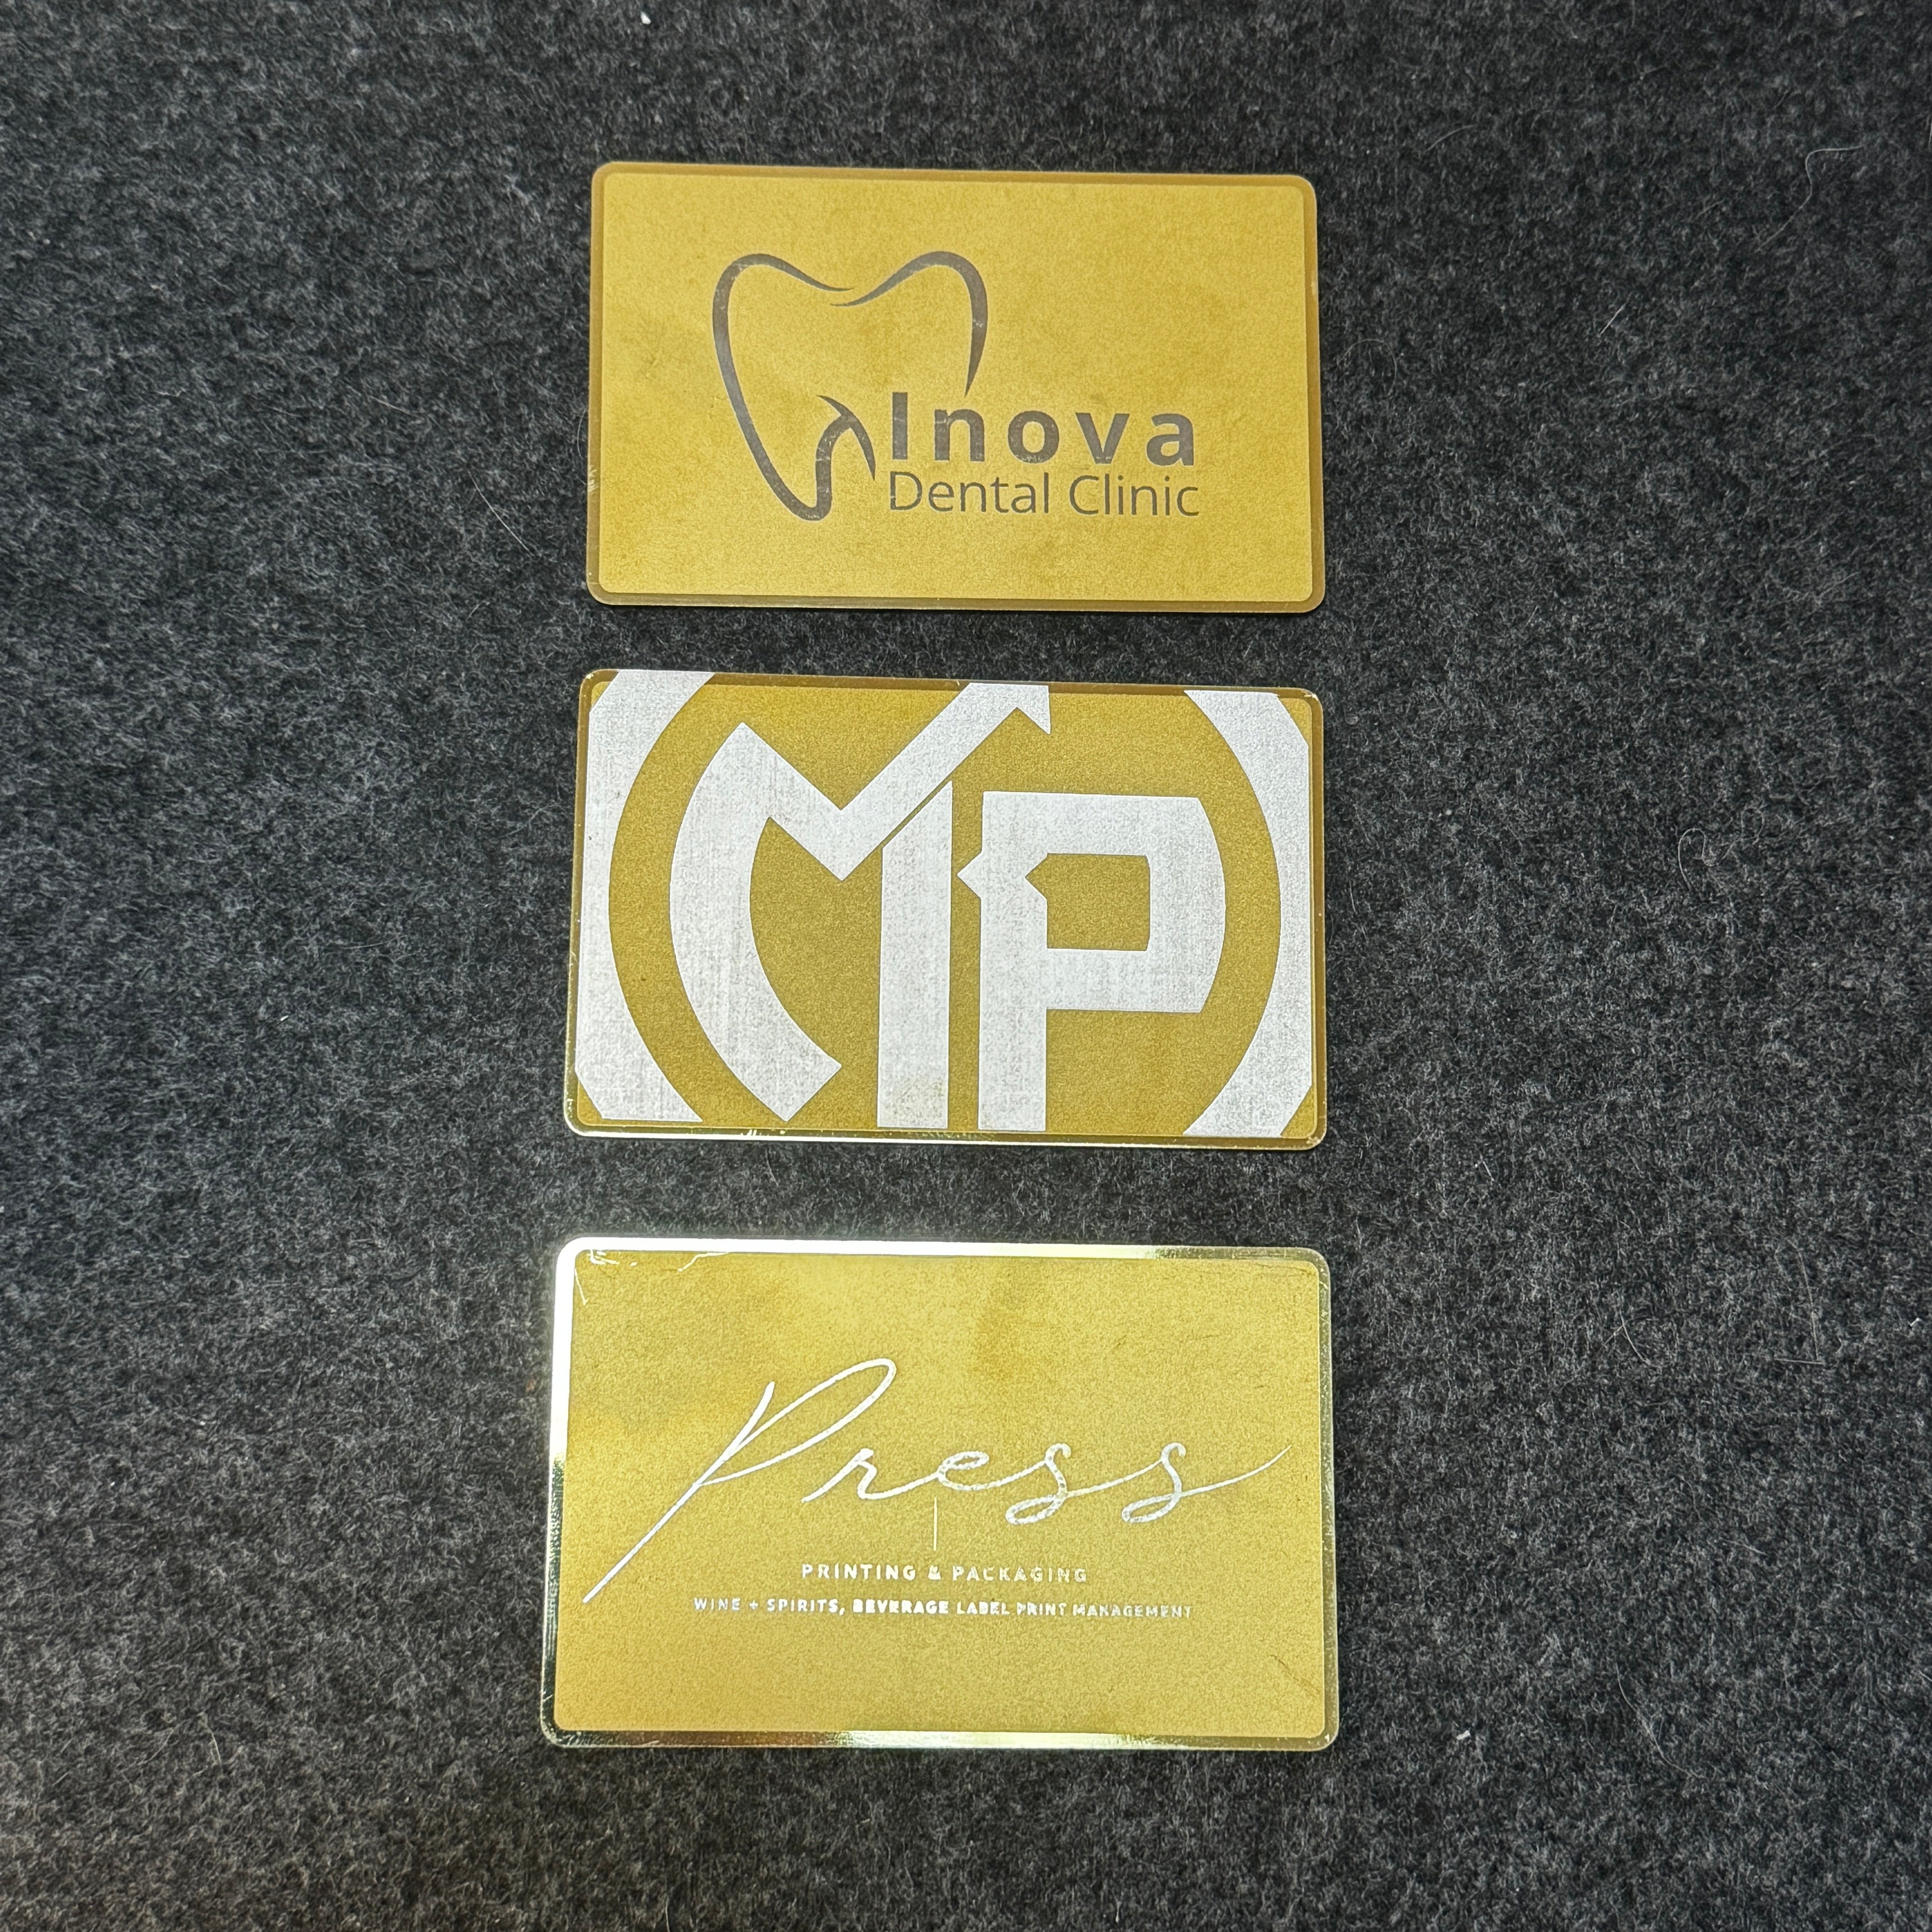 Inova
Dental Clinic
MP
Press
PRINTING & PACKAGING
WINE + SPIRITS, BEVERAGE LABEL PRINT MANAGEMENT